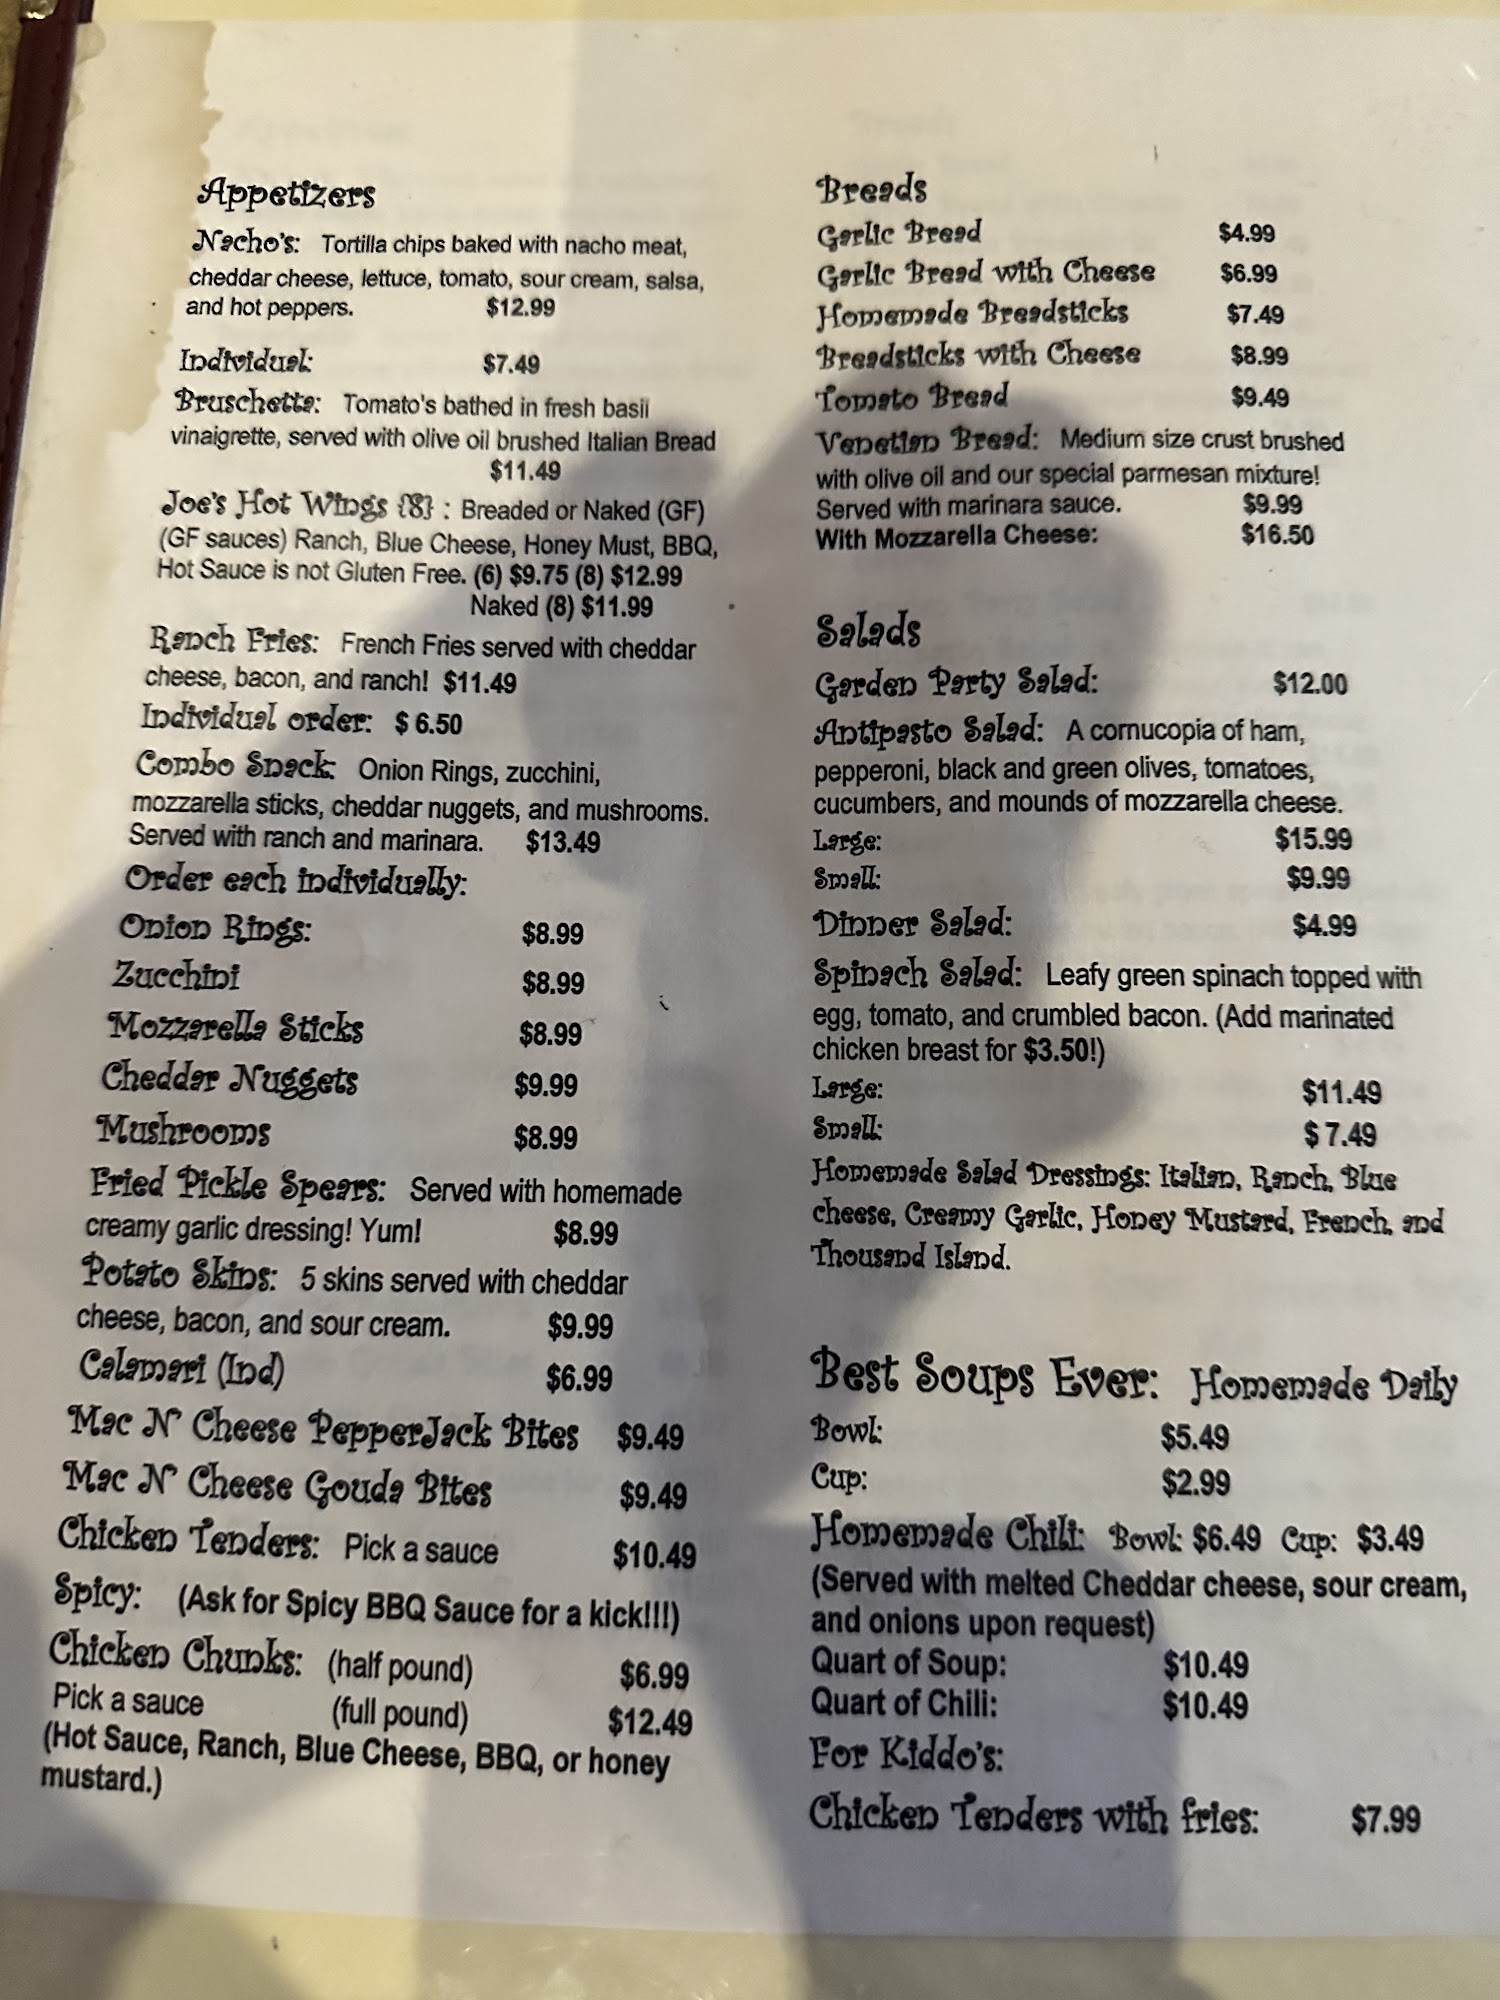 Appetizers
Nacho's: Tortilla chips baked with nacho meat,
cheddar cheese, lettuce, tomato, sour cream, salsa,
and hot peppers. $12.99
Individual: $7.49
Bruschetta: Tomato's bathed in fresh basil
vinaigrette, served with olive oil brushed Italian Bread
$11.49
Joe's Hot Wings {8} : Breaded or Naked (GF)
(GF sauces) Ranch, Blue Cheese, Honey Must, BBQ,
Hot Sauce is not Gluten Free. (6) $9.75 (8) $12.99
Naked (8) $11.99
Ranch Fries: French Fries served with cheddar
cheese, bacon, and ranch! $11.49
Individual order: $ 6.50
Combo Snack: Onion Rings, zucchini,
mozzarella sticks, cheddar nuggets, and mushrooms.
Served with ranch and marinara. $13.49
Order each individually:
Onion Rings: $8.99
Zucchini $8.99
Mozzarella Sticks $8.99
Cheddar Nuggets $9.99
Mushrooms $8.99
Fried Pickle Spears: Served with homemade
creamy garlic dressing! Yum! $8.99
Potato Skins: 5 skins served with cheddar
cheese, bacon, and sour cream. $9.99
Calamari (Ind) $6.99
Mac N' Cheese PepperJack Bites $9.49
Mac N' Cheese Gouda Bites $9.49
Chicken Tenders: Pick a sauce $10.49
Spicy: (Ask for Spicy BBQ Sauce for a kick!!!)
Chicken Chunks: (half pound) $6.99
Pick a sauce (full pound) $12.49
(Hot Sauce, Ranch, Blue Cheese, BBQ, or honey
mustard.)
Breads
Garlic Bread $4.99
Garlic Bread with Cheese $6.99
Homemade Breadsticks $7.49
Breadsticks with Cheese $8.99
Tomato Bread $9.49
Venetian Bread: Medium size crust brushed
with olive oil and our special parmesan mixture!
Served with marinara sauce. $9.99
With Mozzarella Cheese: $16.50
Salads
Garden Party Salad: $12.00
Antipasto Salad: A cornucopia of ham,
pepperoni, black and green olives, tomatoes,
cucumbers, and mounds of mozzarella cheese.
Large: $15.99
Small: $9.99
Dinner Salad: $4.99
Spinach Salad: Leafy green spinach topped with
egg, tomato, and crumbled bacon. (Add marinated
chicken breast for $3.50!)
Large: $11.49
Small: $ 7.49
Homemade Salad Dressings: Italian, Ranch, Blue
cheese, Creamy Garlic, Honey Mustard, French, and
Thousand Island.
Best Soups Ever: Homemade Daily
Bowl: $5.49
Cup: $2.99
Homemade Chili: Bowl: $6.49 Cup: $3.49
(Served with melted Cheddar cheese, sour cream,
and onions upon request)
Quart of Soup: $10.49
Quart of Chili: $10.49
For Kiddo's:
Chicken Tenders with fries: $7.99